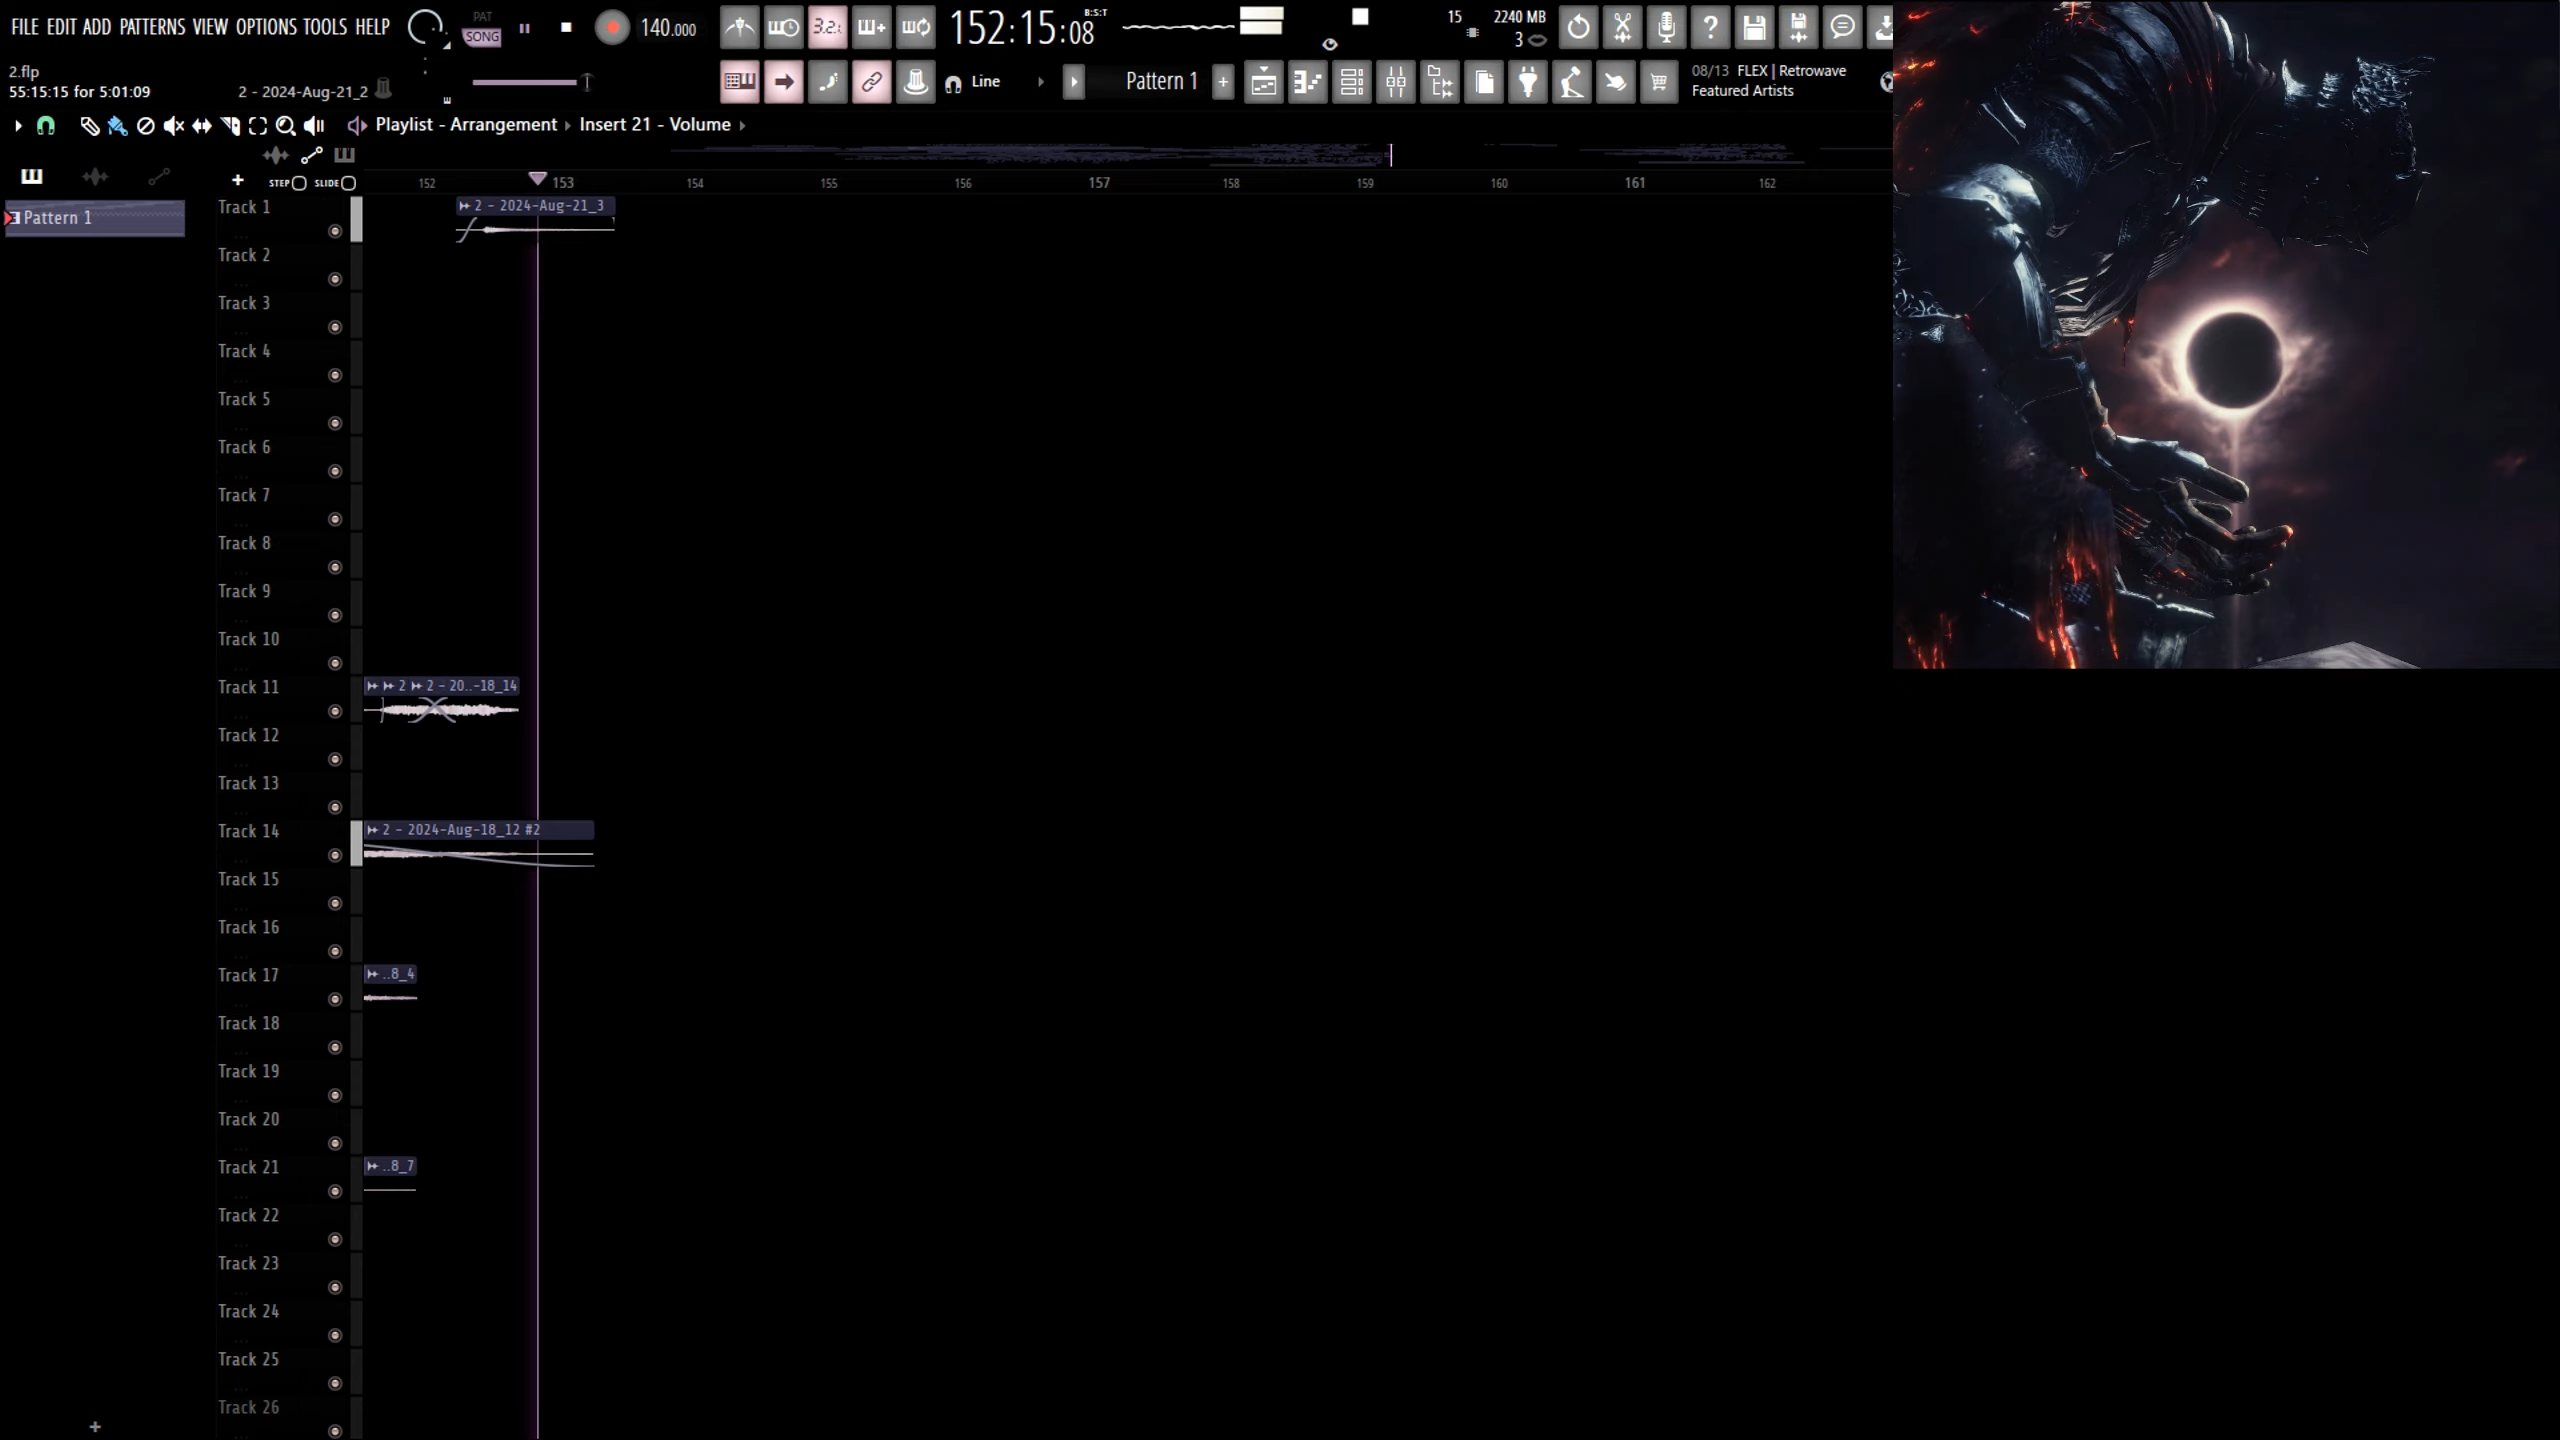 FILE EDIT ADD PATTERNS VIEW OPTIONS TOOLS HELP
PAT
SONG
140.000
3.2.
152:15:08
B:S:T
15
2240 MB
3
2.flp
55:15:15 for 5:01:09
2 - 2024-Aug-21_2
Line
Pattern 1
+
08/13 FLEX | Retrowave
Featured Artists
Playlist - Arrangement
Insert 21 - Volume
+
STEP
SLIDE
152 153 154 155 156 157 158 159 160 161 162
Pattern 1
Track 1
2 - 2024-Aug-21_3
Track 2
Track 3
Track 4
Track 5
Track 6
Track 7
Track 8
Track 9
Track 10
Track 11
2
2 - 20..-18_14
Track 12
Track 13
Track 14
2 - 2024-Aug-18_12 #2
Track 15
Track 16
Track 17
..8_4
Track 18
Track 19
Track 20
Track 21
..8_7
Track 22
Track 23
Track 24
Track 25
Track 26
+